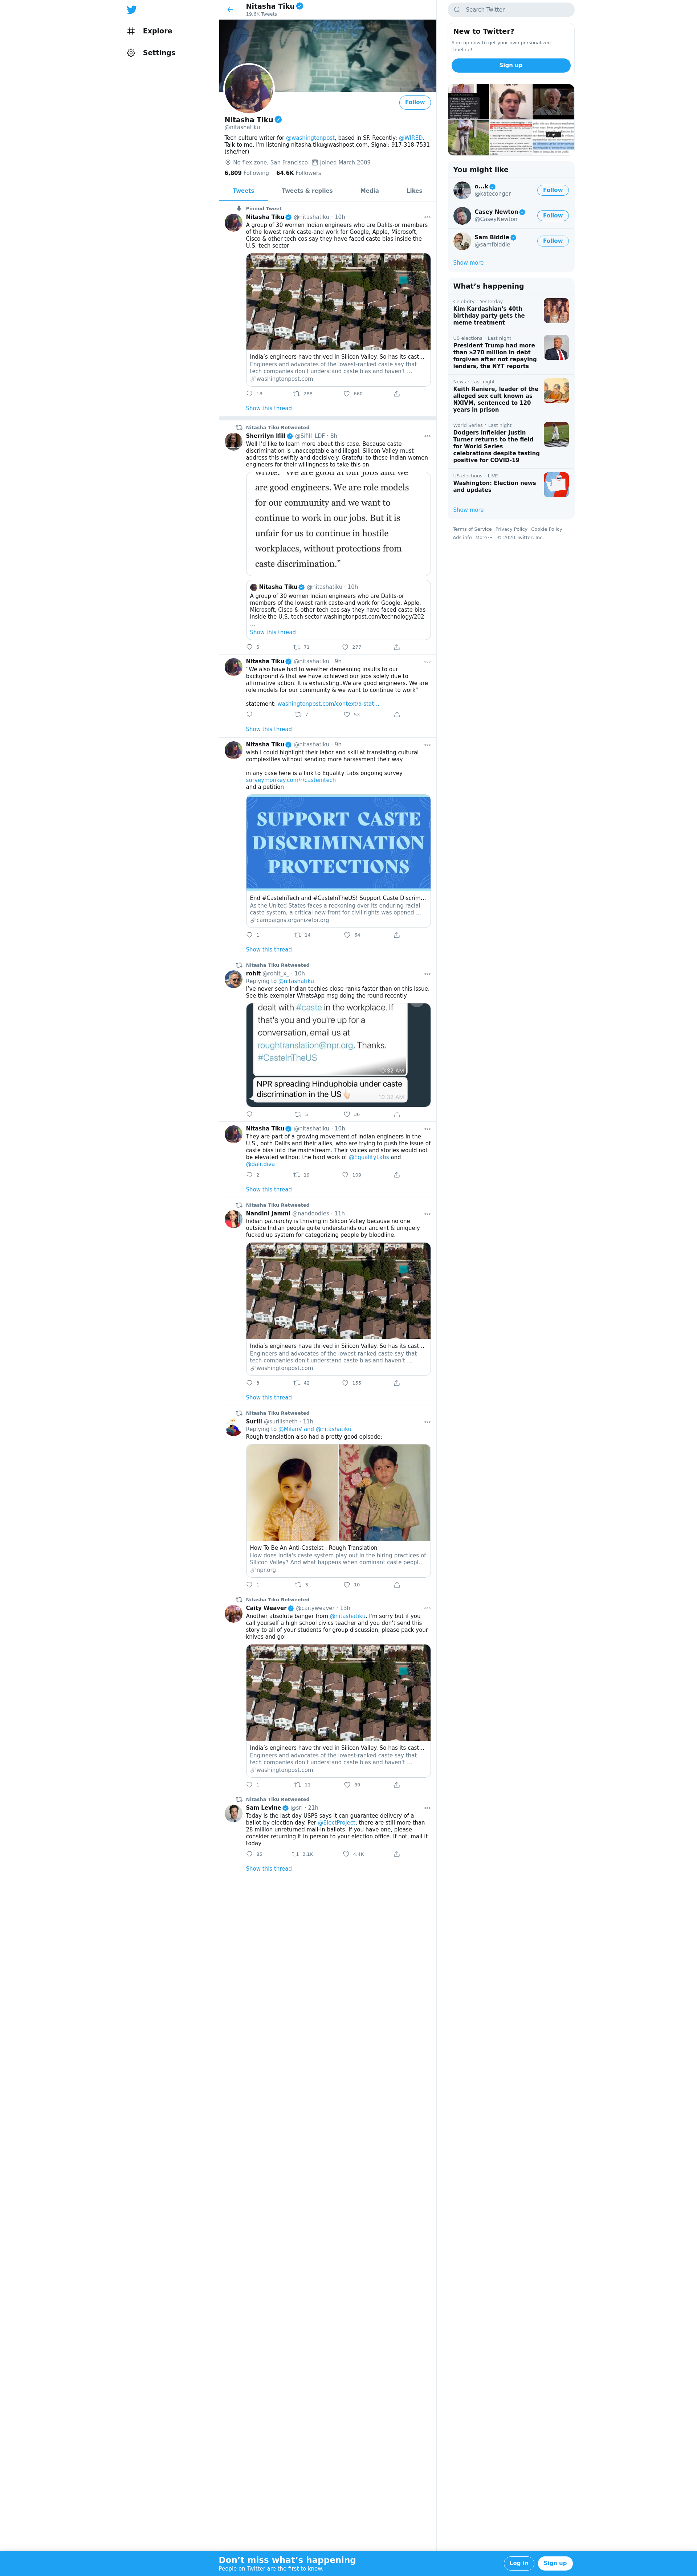 Explore
Settings
Nitasha Tiku
19.6K Tweets
Follow
Nitasha Tiku
@nitashatiku
Tech culture writer for @washingtonpost, based in SF. Recently: @WIRED.
Talk to me, I'm listening nitasha.tiku@washpost.com, Signal: 917-318-7531
(she/her)
No flex zone, San Francisco Joined March 2009
6,809 Following 64.6K Followers
Tweets Tweets & replies Media Likes
Pinned Tweet
Nitasha Tiku @nitashatiku · 10h
A group of 30 women Indian engineers who are Dalits-or members
of the lowest rank caste-and work for Google, Apple, Microsoft,
Cisco & other tech cos say they have faced caste bias inside the
U.S. tech sector
India's engineers have thrived in Silicon Valley. So has its cast...
Engineers and advocates of the lowest-ranked caste say that
tech companies don't understand caste bias and haven't ...
washingtonpost.com
18 298 660
Show this thread
Nitasha Tiku Retweeted
Sherrilyn Ifill @Sifill_LDF · 8h
Well I'd like to learn more about this case. Because caste
discrimination is unacceptable and illegal. Silicon Valley must
address this swiftly and decisively. Grateful to these Indian women
engineers for their willingness to take this on.
wrote. "We are good at our jobs and we
are good engineers. We are role models
for our community and we want to
continue to work in our jobs. But it is
unfair for us to continue in hostile
workplaces, without protections from
caste discrimination."
Nitasha Tiku @nitashatiku · 10h
A group of 30 women Indian engineers who are Dalits-or
members of the lowest rank caste-and work for Google, Apple,
Microsoft, Cisco & other tech cos say they have faced caste bias
inside the U.S. tech sector washingtonpost.com/technology/202
...
Show this thread
5 71 277
Nitasha Tiku @nitashatiku · 9h
"We also have had to weather demeaning insults to our
background & that we have achieved our jobs solely due to
affirmative action. It is exhausting..We are good engineers. We are
role models for our community & we want to continue to work"
statement: washingtonpost.com/context/a-stat...
7 53
Show this thread
Nitasha Tiku @nitashatiku · 9h
wish I could highlight their labor and skill at translating cultural
complexities without sending more harassment their way
in any case here is a link to Equality Labs ongoing survey
surveymonkey.com/r/casteintech
and a petition
SUPPORT CASTE
DISCRIMINATION
PROTECTIONS
End #CasteInTech and #CasteInTheUS! Support Caste Discrim...
As the United States faces a reckoning over its enduring racial
caste system, a critical new front for civil rights was opened ...
campaigns.organizefor.org
1 14 64
Show this thread
Nitasha Tiku Retweeted
rohit @rohit_x_ · 10h
Replying to @nitashatiku
I've never seen Indian techies close ranks faster than on this issue.
See this exemplar WhatsApp msg doing the round recently
dealt with #caste in the workplace. If
that's you and you're up for a
conversation, email us at
roughtranslation@npr.org. Thanks.
#CasteInTheUS
10:32 AM
NPR spreading Hinduphobia under caste
discrimination in the US
10:32 AM
5 36
Nitasha Tiku @nitashatiku · 10h
They are part of a growing movement of Indian engineers in the
U.S., both Dalits and their allies, who are trying to push the issue of
caste bias into the mainstream. Their voices and stories would not
be elevated without the hard work of @EqualityLabs and
@dalitdiva
2 19 109
Show this thread
Nitasha Tiku Retweeted
Nandini Jammi @nandoodles · 11h
Indian patriarchy is thriving in Silicon Valley because no one
outside Indian people quite understands our ancient & uniquely
fucked up system for categorizing people by bloodline.
India's engineers have thrived in Silicon Valley. So has its cast...
Engineers and advocates of the lowest-ranked caste say that
tech companies don't understand caste bias and haven't ...
washingtonpost.com
3 42 155
Show this thread
Nitasha Tiku Retweeted
Surili @surilisheth · 11h
Replying to @MilanV and @nitashatiku
Rough translation also had a pretty good episode:
How To Be An Anti-Casteist : Rough Translation
How does India's caste system play out in the hiring practices of
Silicon Valley? And what happens when dominant caste peopl...
npr.org
1 3 10
Nitasha Tiku Retweeted
Caity Weaver @caityweaver · 13h
Another absolute banger from @nitashatiku. I'm sorry but if you
call yourself a high school civics teacher and you don't send this
story to all of your students for group discussion, please pack your
knives and go!
India's engineers have thrived in Silicon Valley. So has its cast...
Engineers and advocates of the lowest-ranked caste say that
tech companies don't understand caste bias and haven't ...
washingtonpost.com
1 11 89
Nitasha Tiku Retweeted
Sam Levine @srl · 21h
Today is the last day USPS says it can guarantee delivery of a
ballot by election day. Per @ElectProject, there are still more than
28 million unreturned mail-in ballots. If you have one, please
consider returning it in person to your election office. If not, mail it
today
85 3.1K 4.4K
Show this thread
Search Twitter
New to Twitter?
Sign up now to get your own personalized
timeline!
Sign up
You might like
o...k
@kateconger
Follow
Casey Newton
@CaseyNewton
Follow
Sam Biddle
@samfbiddle
Follow
Show more
What's happening
Celebrity · Yesterday
Kim Kardashian's 40th
birthday party gets the
meme treatment
US elections · Last night
President Trump had more
than $270 million in debt
forgiven after not repaying
lenders, the NYT reports
News · Last night
Keith Raniere, leader of the
alleged sex cult known as
NXIVM, sentenced to 120
years in prison
World Series · Last night
Dodgers infielder Justin
Turner returns to the field
for World Series
celebrations despite testing
positive for COVID-19
US elections · LIVE
Washington: Election news
and updates
Show more
Terms of Service Privacy Policy Cookie Policy
Ads info More © 2020 Twitter, Inc.
Don't miss what's happening
People on Twitter are the first to know.
Log in
Sign up